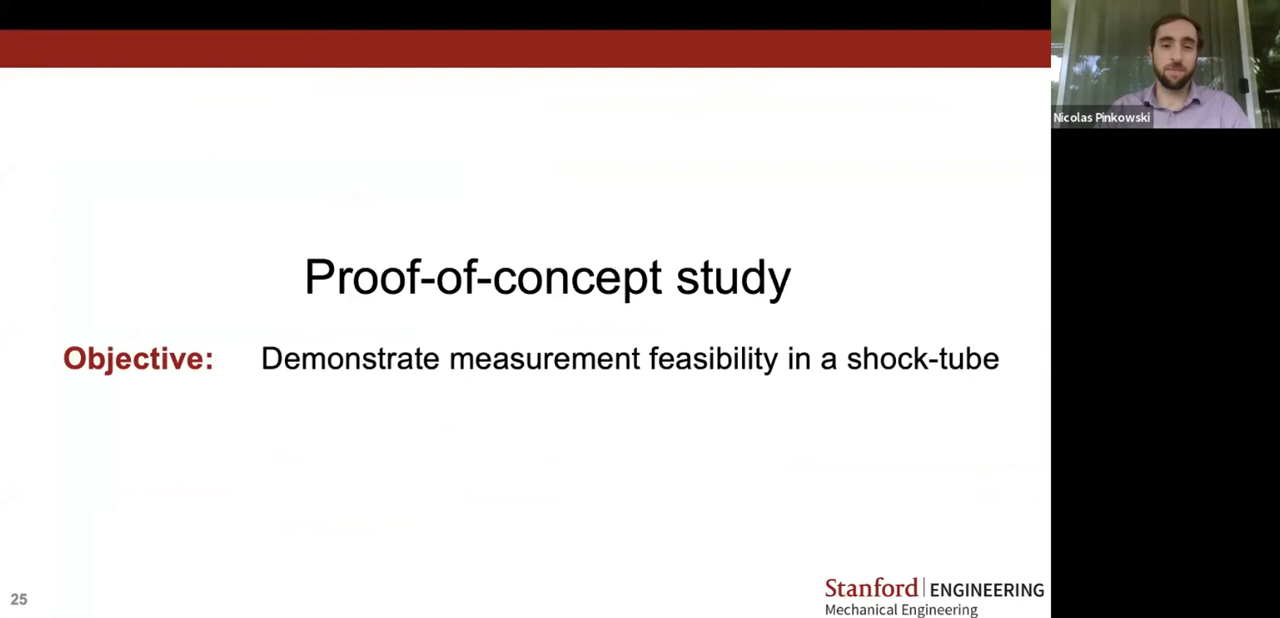 Nicolas Pinkowski
Proof-of-concept study
Objective: Demonstrate measurement feasibility in a shock-tube
25
Stanford ENGINEERING
Mechanical Engineering